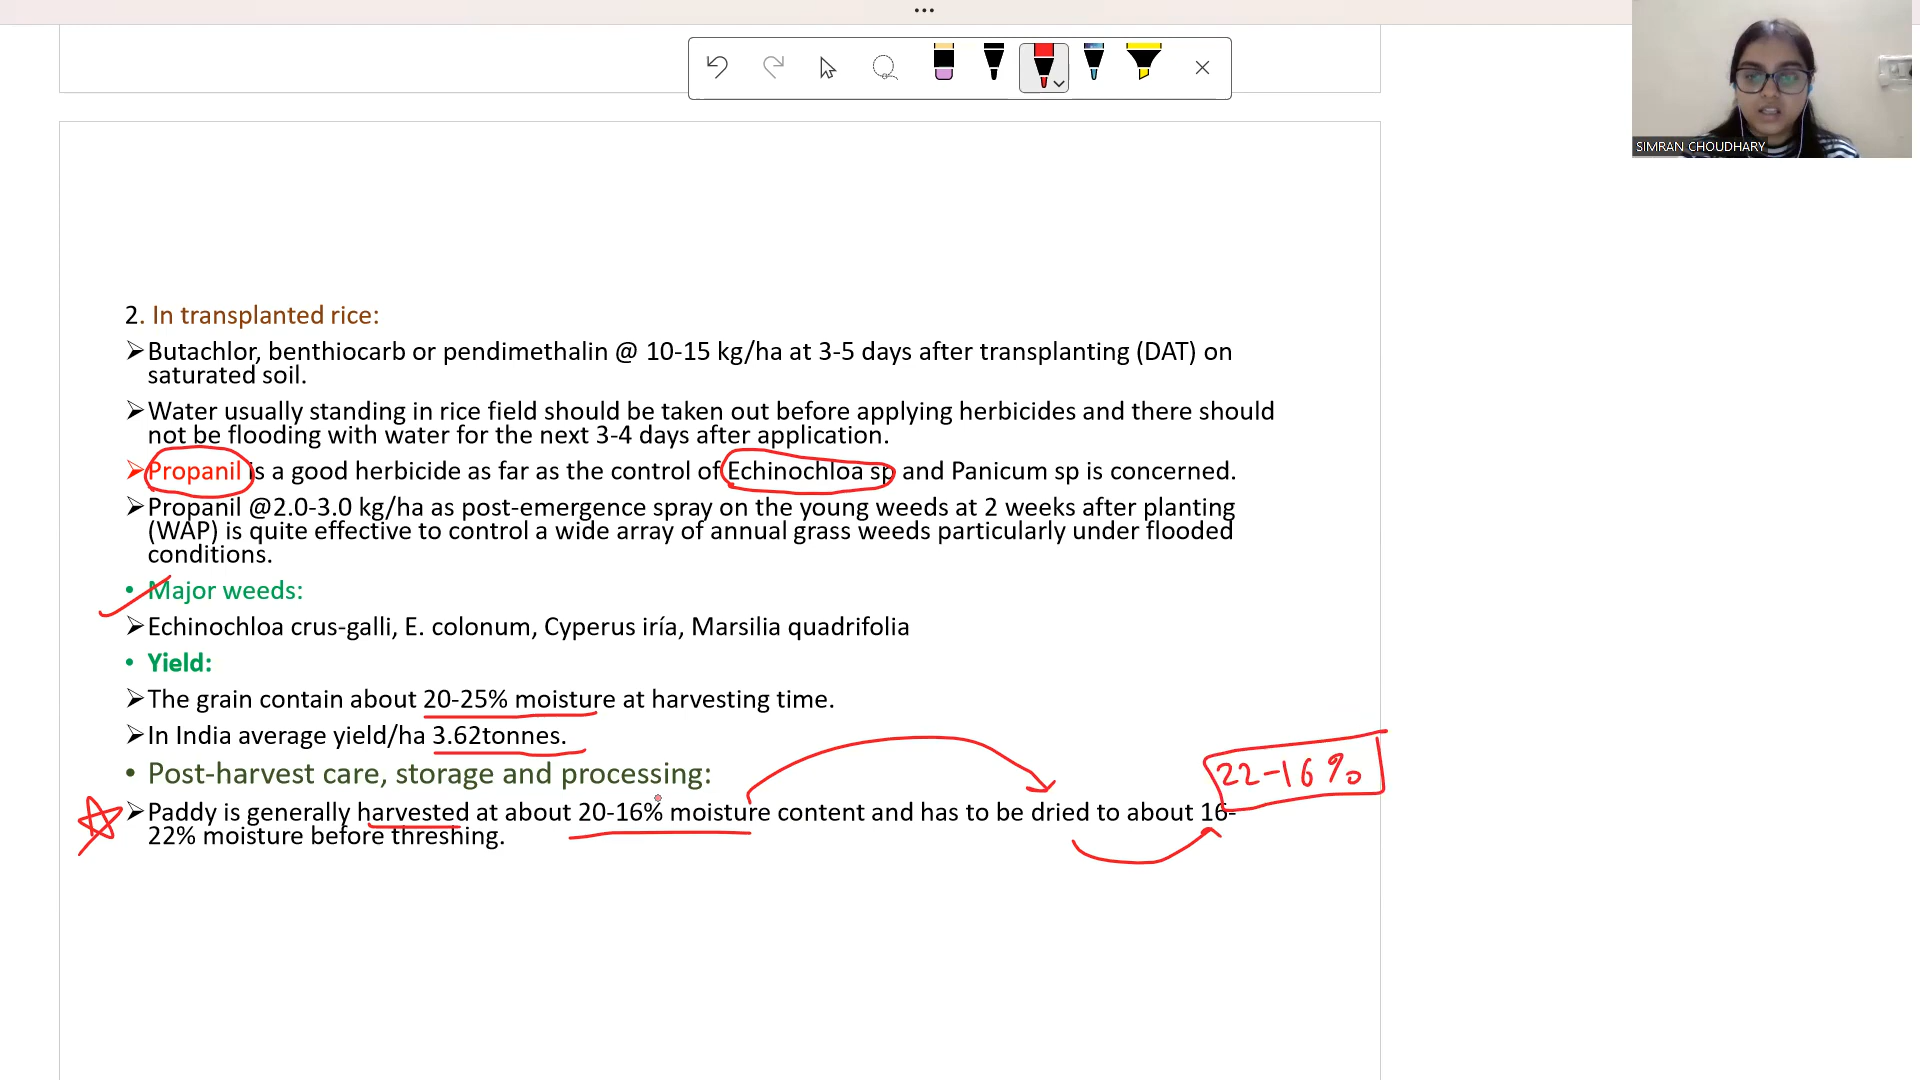 SIMRAN CHOUDHARY
2. In transplanted rice:
➢Butachlor, benthiocarb or pendimethalin @ 10-15 kg/ha at 3-5 days after transplanting (DAT) on
saturated soil.
➢Water usually standing in rice field should be taken out before applying herbicides and there should
not be flooding with water for the next 3-4 days after application.
➢Propanil is a good herbicide as far as the control of Echinochloa sp and Panicum sp is concerned.
➢Propanil @2.0-3.0 kg/ha as post-emergence spray on the young weeds at 2 weeks after planting
(WAP) is quite effective to control a wide array of annual grass weeds particularly under flooded
conditions.
• Major weeds:
➢Echinochloa crus-galli, E. colonum, Cyperus iría, Marsilia quadrifolia
• Yield:
➢The grain contain about 20-25% moisture at harvesting time.
➢In India average yield/ha 3.62tonnes.
• Post-harvest care, storage and processing:
22-16%
➢Paddy is generally harvested at about 20-16% moisture content and has to be dried to about 16-
22% moisture before threshing.